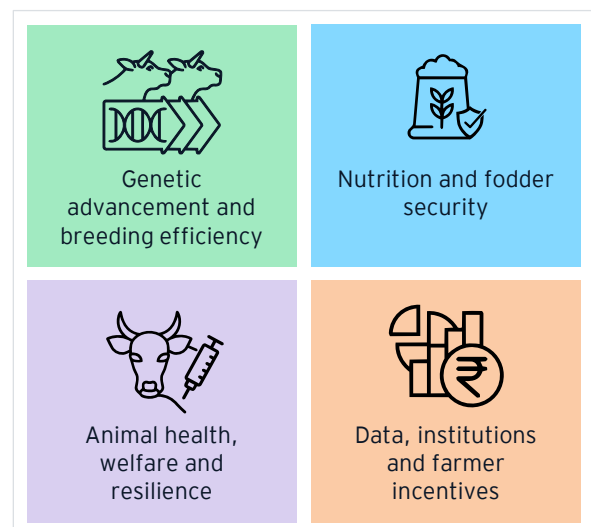 Genetic
advancement and
breeding efficiency
Nutrition and fodder
security
Animal health,
welfare and
resilience
₹
Data, institutions
and farmer
incentives